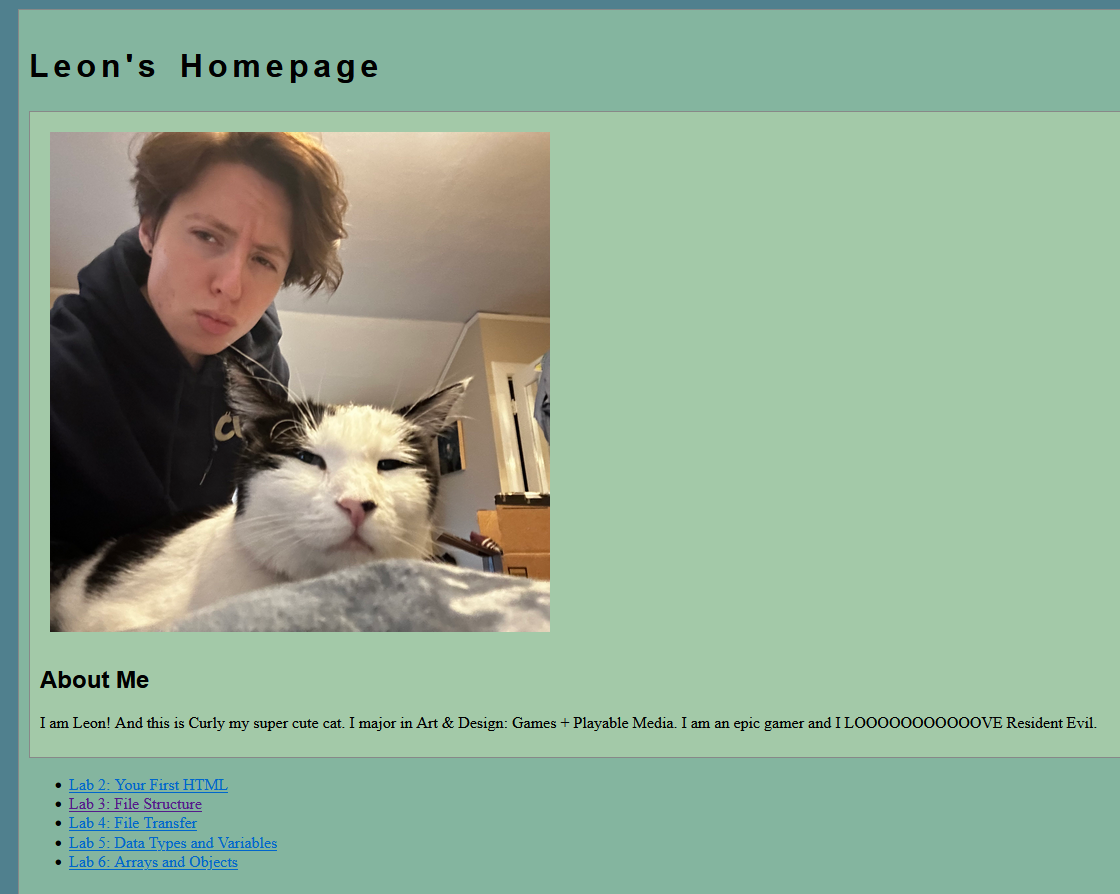 Leon's Homepage
About Me
I am Leon! And this is Curly my super cute cat. I major in Art & Design: Games + Playable Media. I am an epic gamer and I LOOOOOOOOOOOVE Resident Evil.
Lab 2: Your First HTML
Lab 3: File Structure
Lab 4: File Transfer
Lab 5: Data Types and Variables
Lab 6: Arrays and Objects